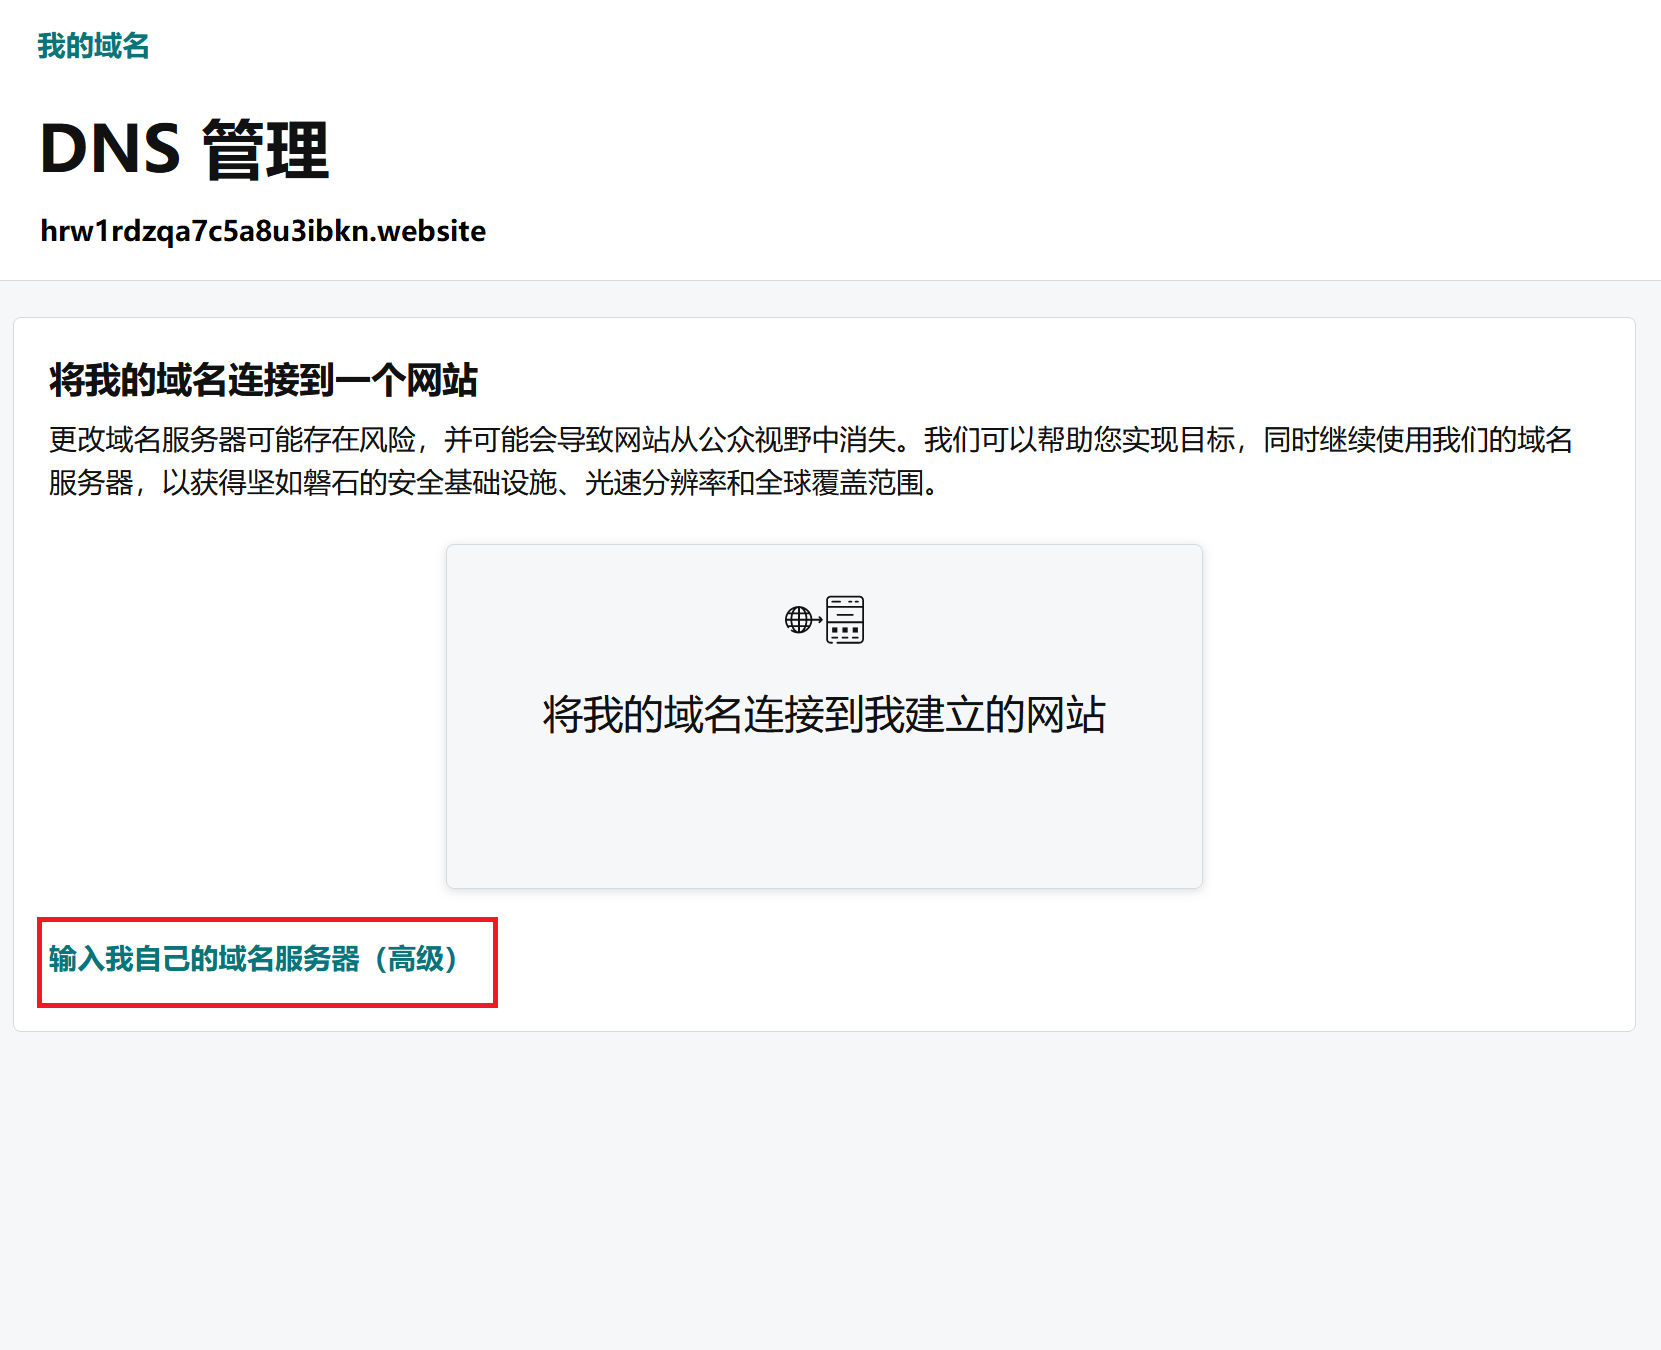 我的域名
DNS 管理
hrw1rdzqa7c5a8u3ibkn.website
将我的域名连接到一个网站
更改域名服务器可能存在风险，并可能会导致网站从公众视野中消失。我们可以帮助您实现目标，同时继续使用我们的域名
服务器，以获得坚如磐石的安全基础设施、光速分辨率和全球覆盖范围。
将我的域名连接到我建立的网站
输入我自己的域名服务器（高级）